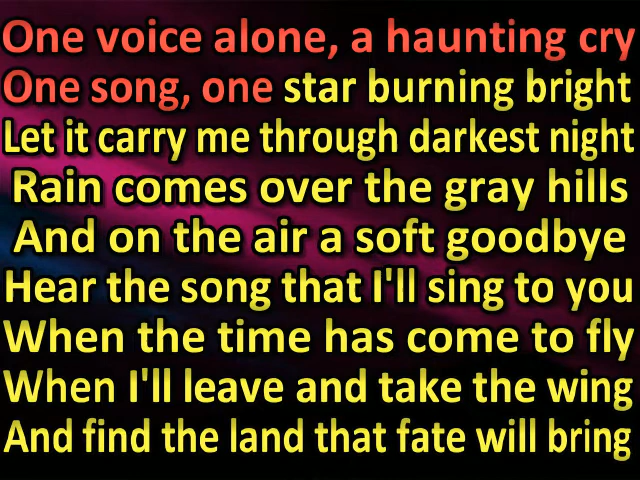 One voice alone, a haunting cry
One song, one star burning bright
Let it carry me through darkest night
Rain comes over the gray hills
And on the air a soft goodbye
Hear the song that I'll sing to you
When the time has come to fly
When I'll leave and take the wing
And find the land that fate will bring